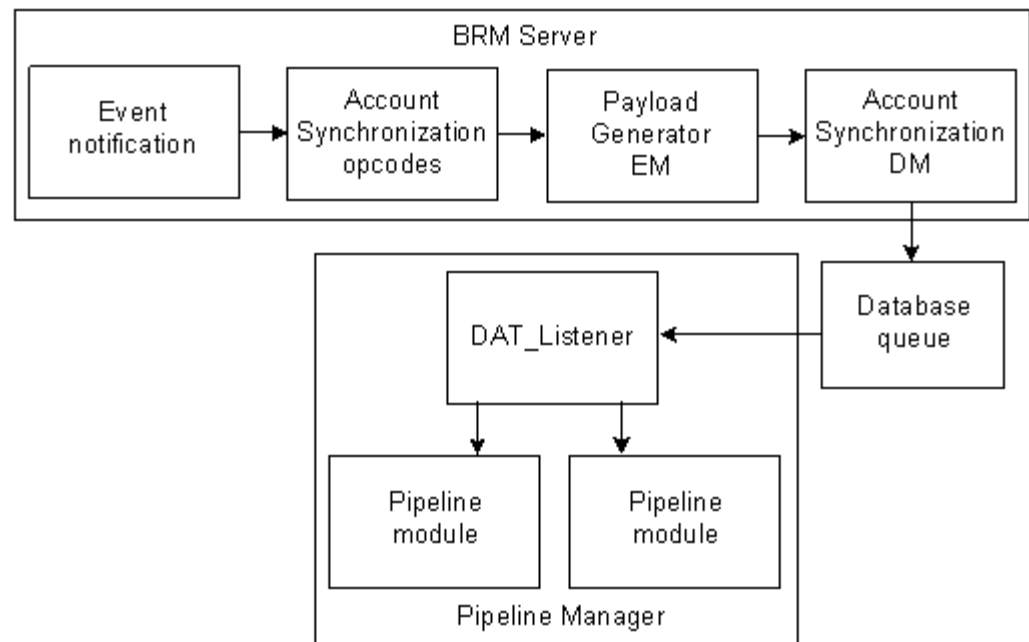 BRM Server
Event
notification
Account
Synchronization
opcodes
Payload
Generator
EM
Account
Synchronization
DM
Database
queue
DAT_Listener
Pipeline
module
Pipeline
module
Pipeline Manager